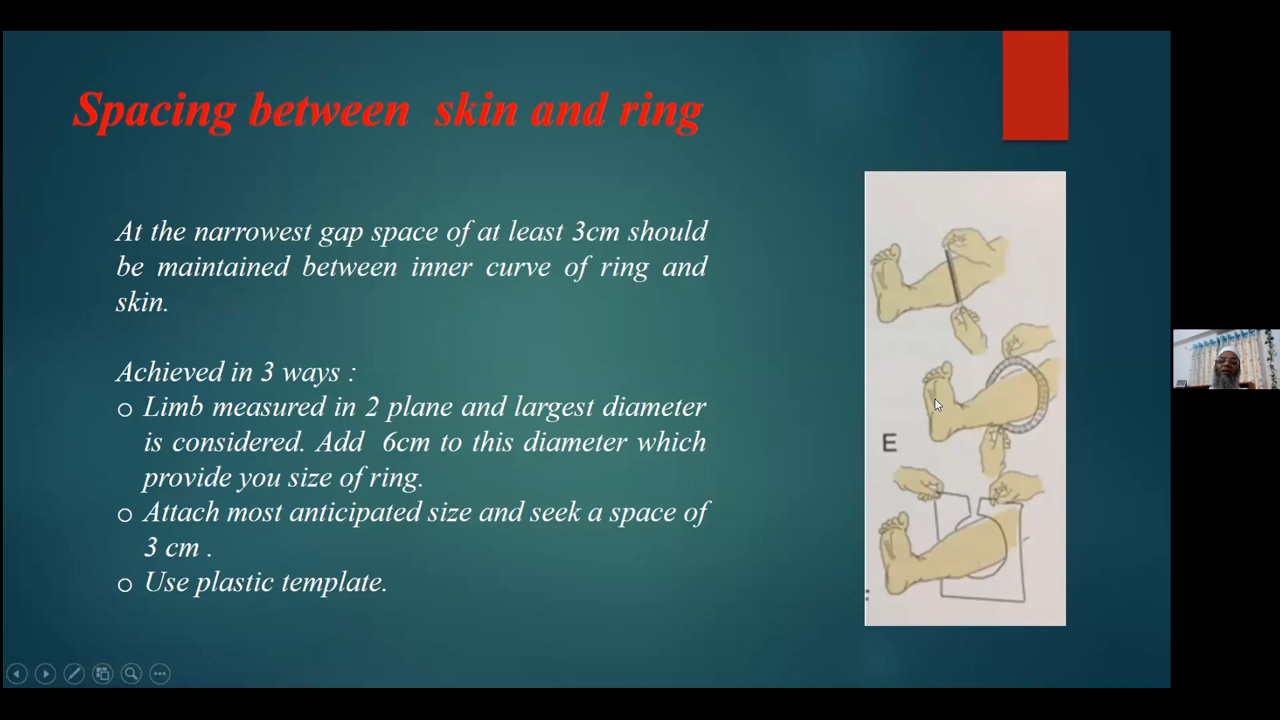 Spacing between skin and ring
At the narrowest gap space of at least 3cm should
be maintained between inner curve of ring and
skin.
Achieved in 3 ways :
o Limb measured in 2 plane and largest diameter
is considered. Add 6cm to this diameter which
provide you size of ring.
o Attach most anticipated size and seek a space of
3 cm .
o Use plastic template.
E